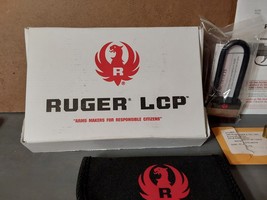 R
RUGER® LCP®
"ARMS MAKERS FOR RESPONSIBLE CITIZENS"
R